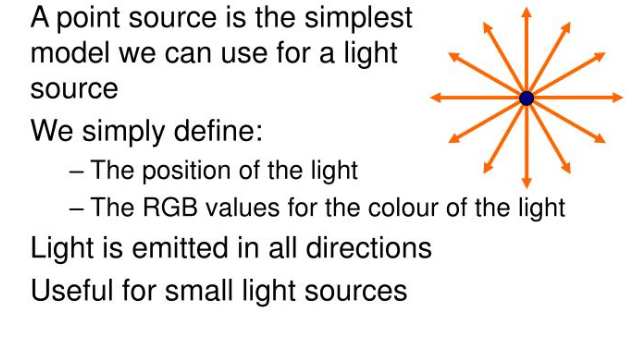 A point source is the simplest
model we can use for a light
source
We simply define:
– The position of the light
– The RGB values for the colour of the light
Light is emitted in all directions
Useful for small light sources